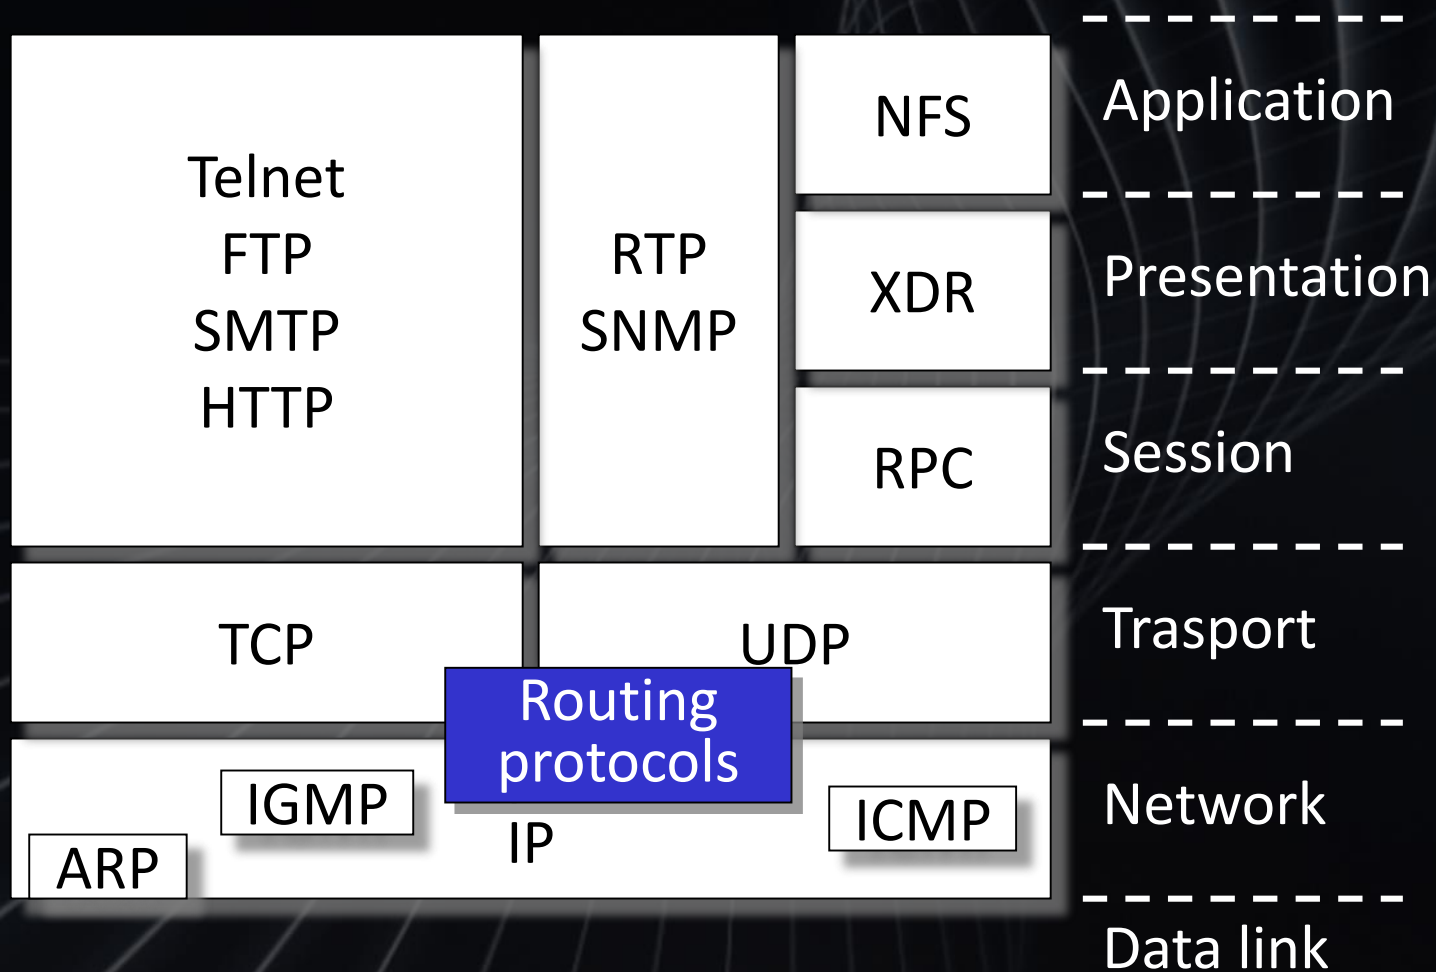 Telnet
FTP
SMTP
HTTP
RTP
SNMP
NFS
XDR
RPC
TCP
UDP
Routing
protocols
IGMP
ICMP
IP
ARP
Application
Presentation
Session
Trasport
Network
Data link